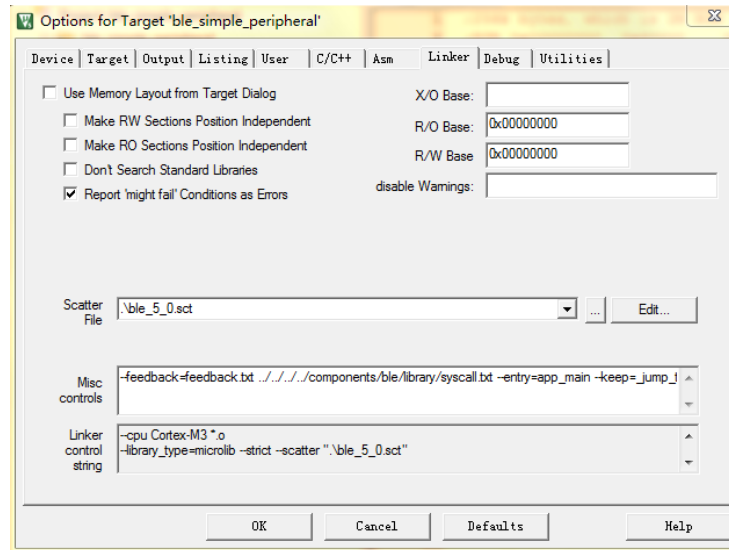 Options for Target 'ble_simple_peripheral'
Device Target Output Listing User C/C++ Asm Linker Debug Utilities
Use Memory Layout from Target Dialog
X/O Base:
Make RW Sections Position Independent
R/O Base: 0x00000000
Make RO Sections Position Independent
R/W Base 0x00000000
Don't Search Standard Libraries
disable Warnings:
Report 'might fail' Conditions as Errors
Scatter File
.\ble_5_0.sct
... Edit...
Misc controls
--feedback=feedback.txt ../../../../components/ble/library/syscall.txt --entry=app_main --keep=_jump_t
Linker control string
--cpu Cortex-M3 *.o
--library_type=microlib --strict --scatter ".\ble_5_0.sct"
OK Cancel Defaults Help